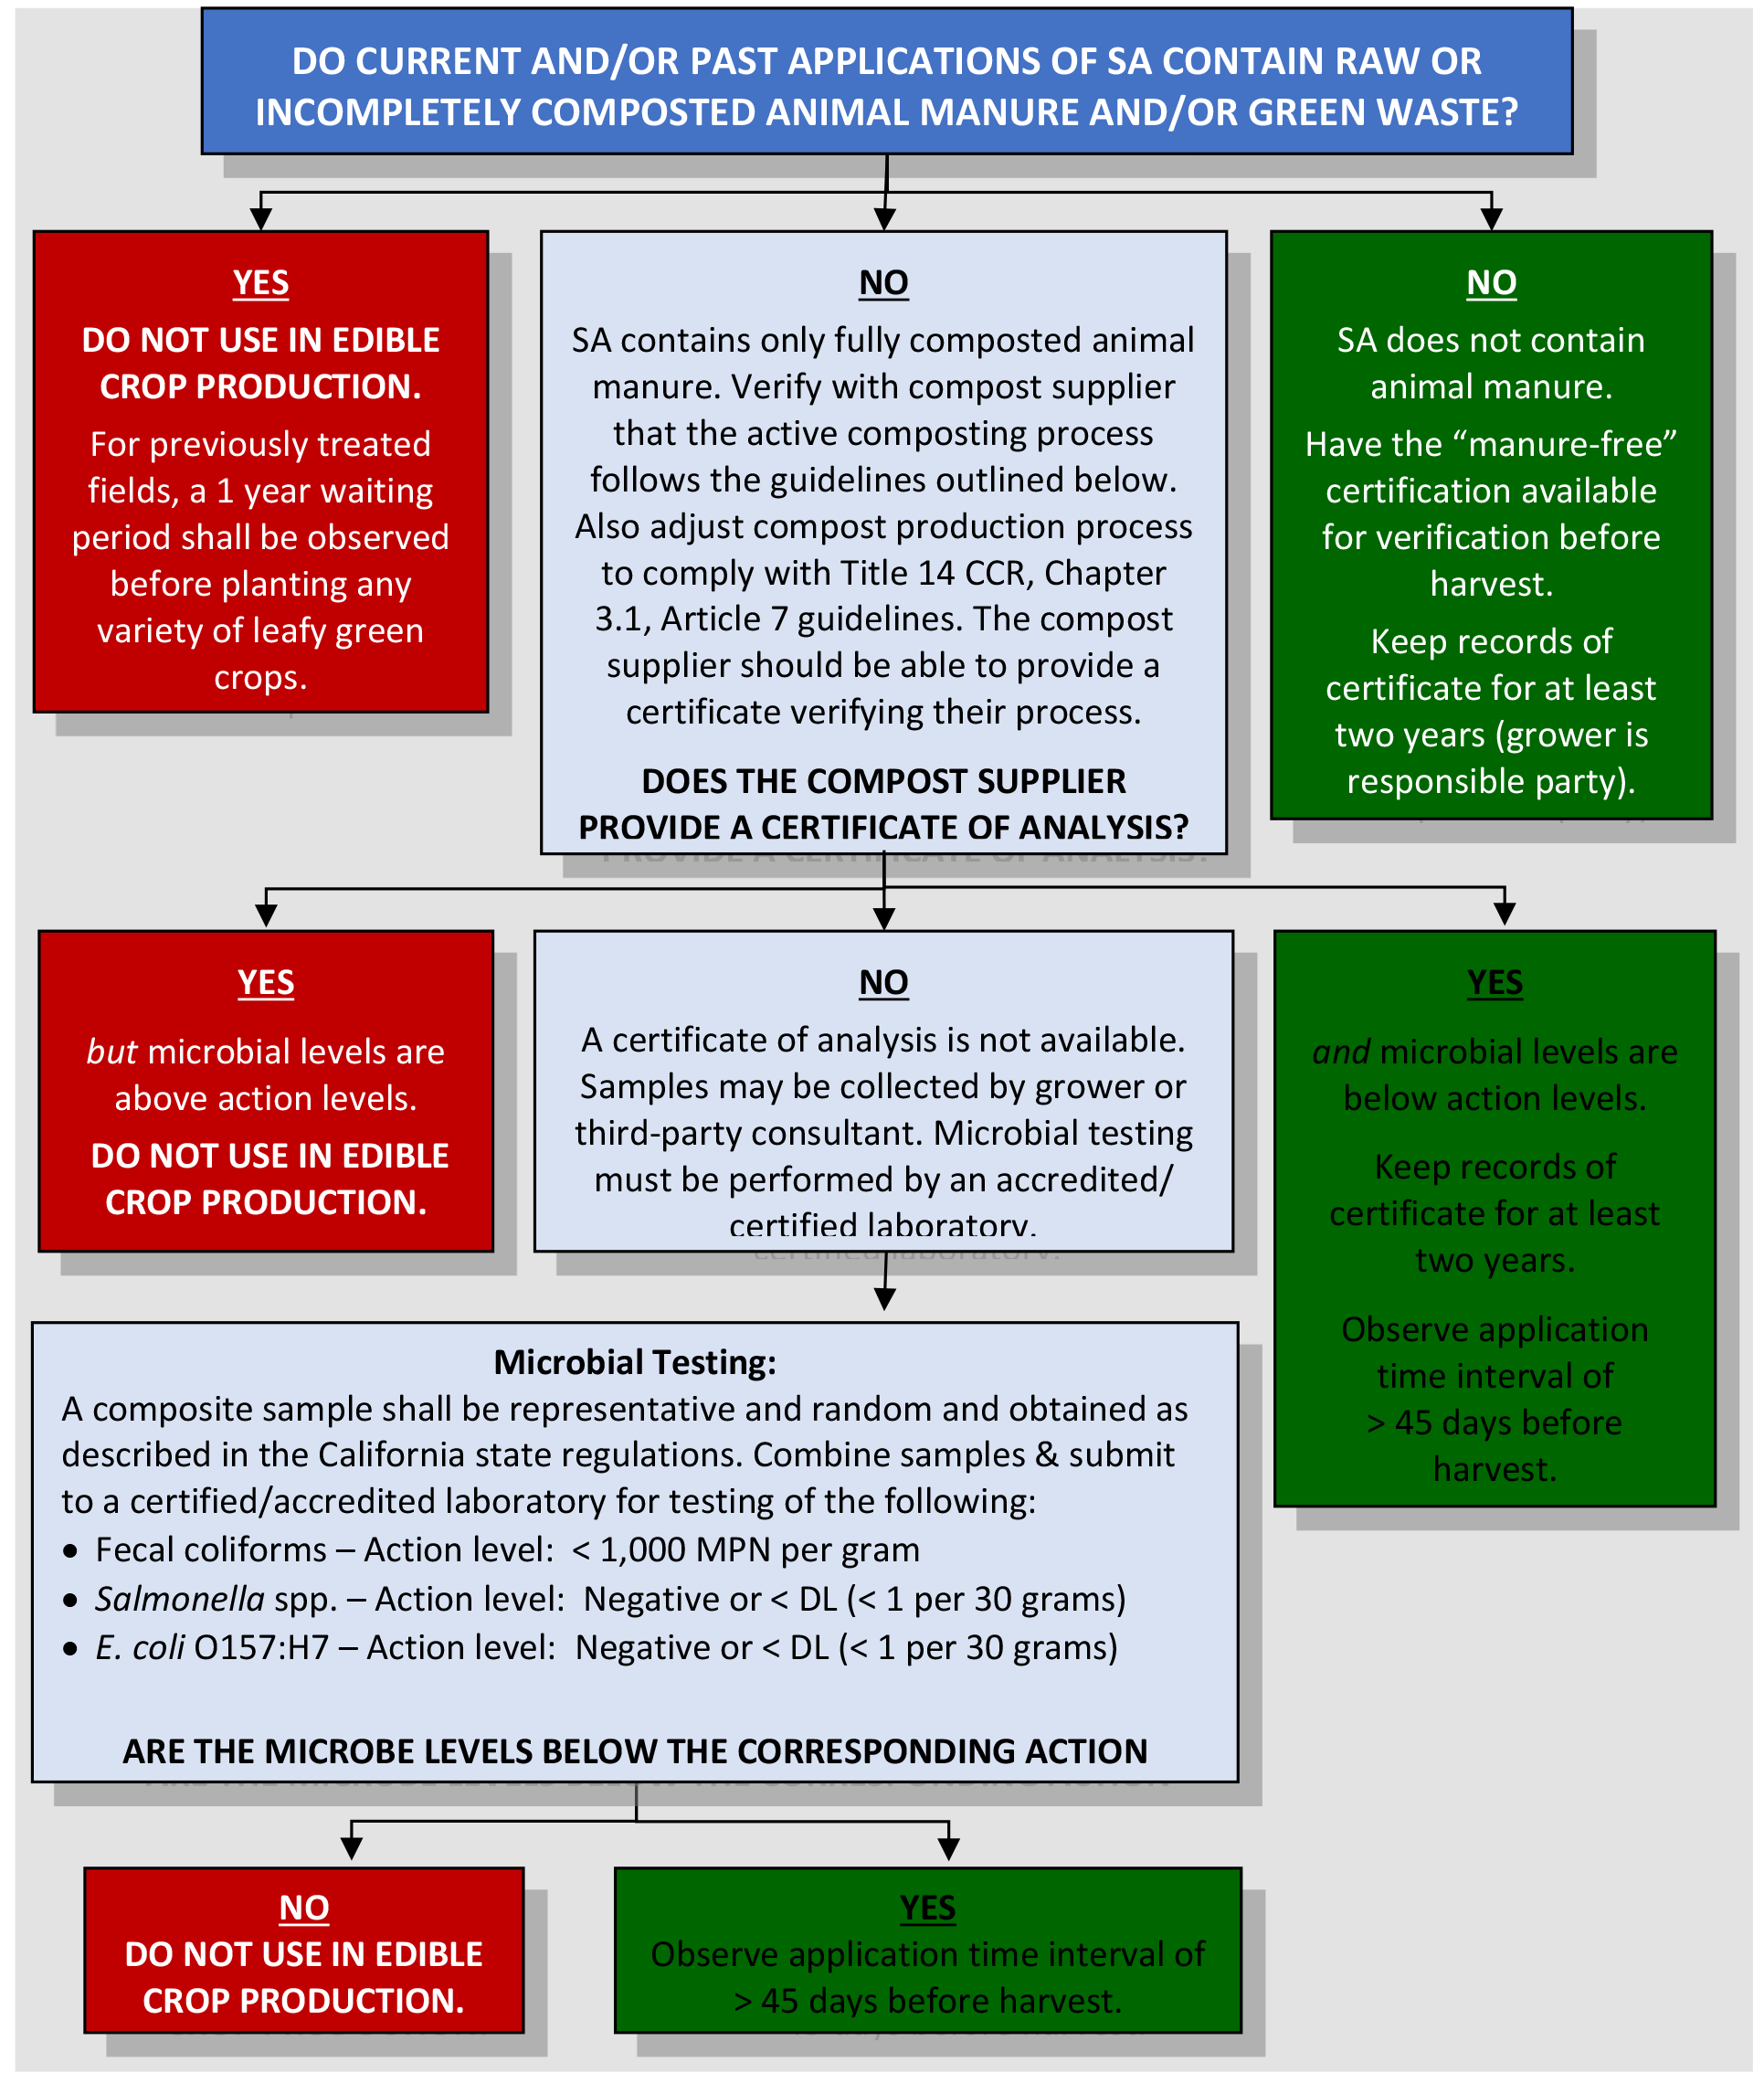 DO CURRENT AND/OR PAST APPLICATIONS OF SA CONTAIN RAW OR
INCOMPLETELY COMPOSTED ANIMAL MANURE AND/OR GREEN WASTE?
YES
DO NOT USE IN EDIBLE
CROP PRODUCTION.
For previously treated
fields, a 1 year waiting
period shall be observed
before planting any
variety of leafy green
crops.
NO
SA contains only fully composted animal
manure. Verify with compost supplier
that the active composting process
follows the guidelines outlined below.
Also adjust compost production process
to comply with Title 14 CCR, Chapter
3.1, Article 7 guidelines. The compost
supplier should be able to provide a
certificate verifying their process.
DOES THE COMPOST SUPPLIER
PROVIDE A CERTIFICATE OF ANALYSIS?
NO
SA does not contain
animal manure.
Have the “manure-free”
certification available
for verification before
harvest.
Keep records of
certificate for at least
two years (grower is
responsible party).
YES
but microbial levels are
above action levels.
DO NOT USE IN EDIBLE
CROP PRODUCTION.
NO
A certificate of analysis is not available.
Samples may be collected by grower or
third-party consultant. Microbial testing
must be performed by an accredited/
certified laboratory.
YES
and microbial levels are
below action levels.
Keep records of
certificate for at least
two years.
Observe application
time interval of
> 45 days before
harvest.
Microbial Testing:
A composite sample shall be representative and random and obtained as
described in the California state regulations. Combine samples & submit
to a certified/accredited laboratory for testing of the following:
• Fecal coliforms – Action level:  < 1,000 MPN per gram
• Salmonella spp. – Action level:  Negative or < DL (< 1 per 30 grams)
• E. coli O157:H7 – Action level:  Negative or < DL (< 1 per 30 grams)
ARE THE MICROBE LEVELS BELOW THE CORRESPONDING ACTION
NO
DO NOT USE IN EDIBLE
CROP PRODUCTION.
YES
Observe application time interval of
> 45 days before harvest.